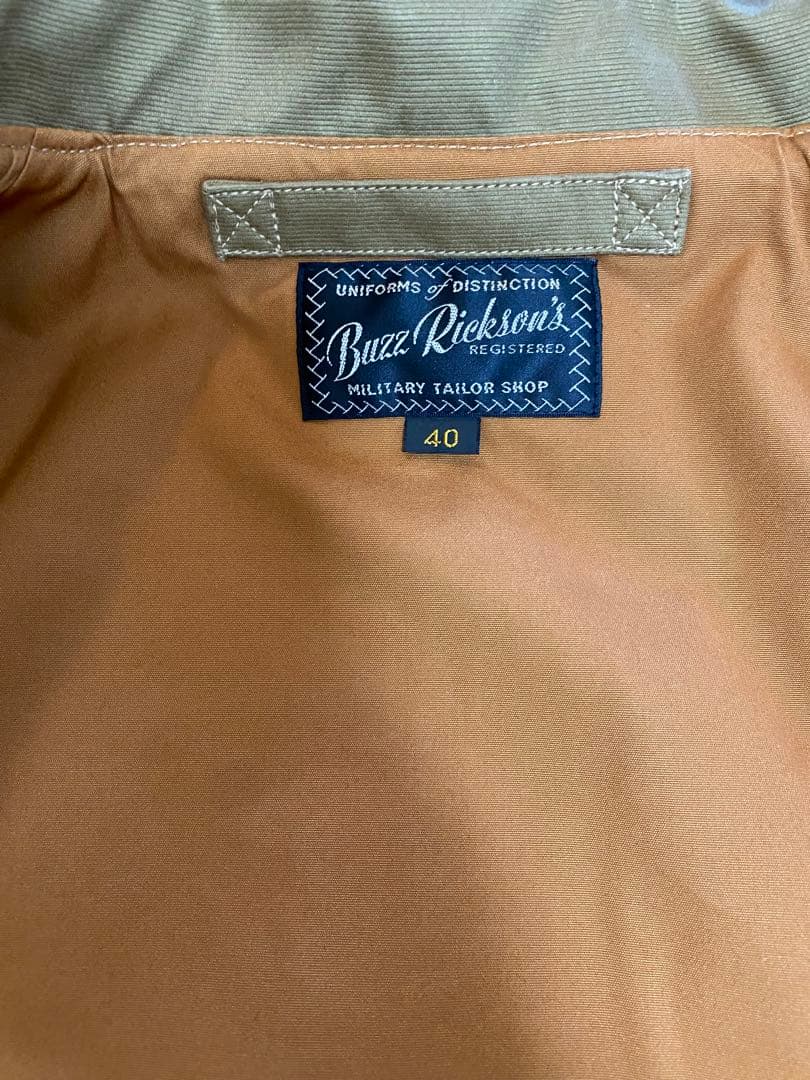 UNIFORMS of DISTINCTION
Buzz Rickson's
REGISTERED
MILITARY TAILOR SHOP
40